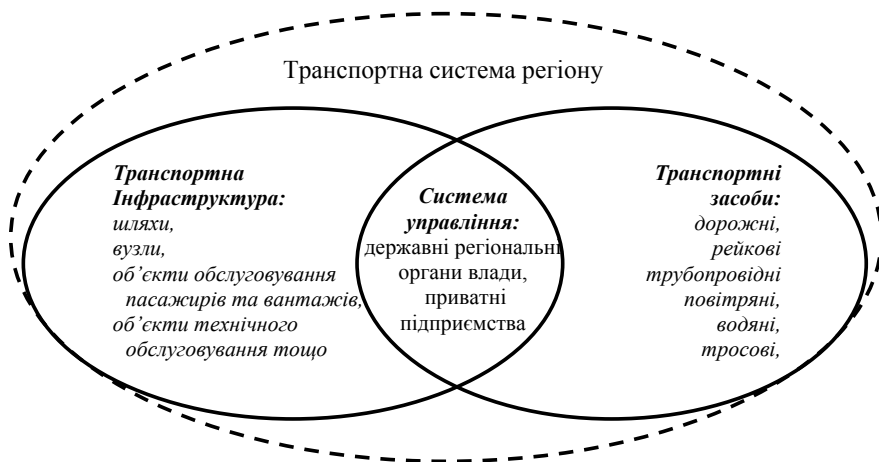 Транспортна система регіону
Транспортна
Інфраструктура:
шляхи,
вузли,
об’єкти обслуговування
пасажирів та вантажів,
об’єкти технічного
обслуговування тощо
Система
управління:
державні регіональні
органи влади,
приватні
підприємства
Транспортні
засоби:
дорожні,
рейкові
трубопровідні
повітряні,
водяні,
тросові,